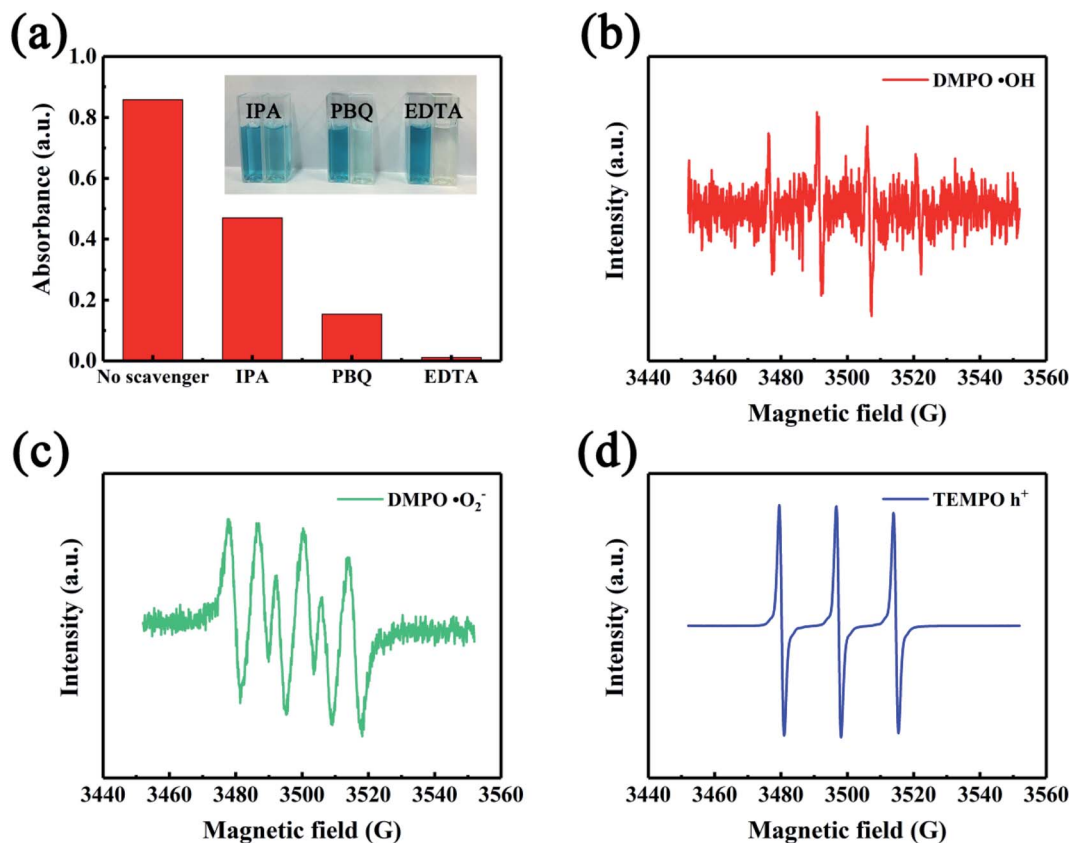 (a)
1.0
0.8
0.6
0.4
0.2
0.0
Absorbance (a.u.)
IPA PBQ EDTA
No scavenger IPA PBQ EDTA
(b)
DMPO •OH
Intensity (a.u.)
3440 3460 3480 3500 3520 3540 3560
Magnetic field (G)
(c)
DMPO •O₂⁻
Intensity (a.u.)
3440 3460 3480 3500 3520 3540 3560
Magnetic field (G)
(d)
TEMPO h⁺
Intensity (a.u.)
3440 3460 3480 3500 3520 3540 3560
Magnetic field (G)